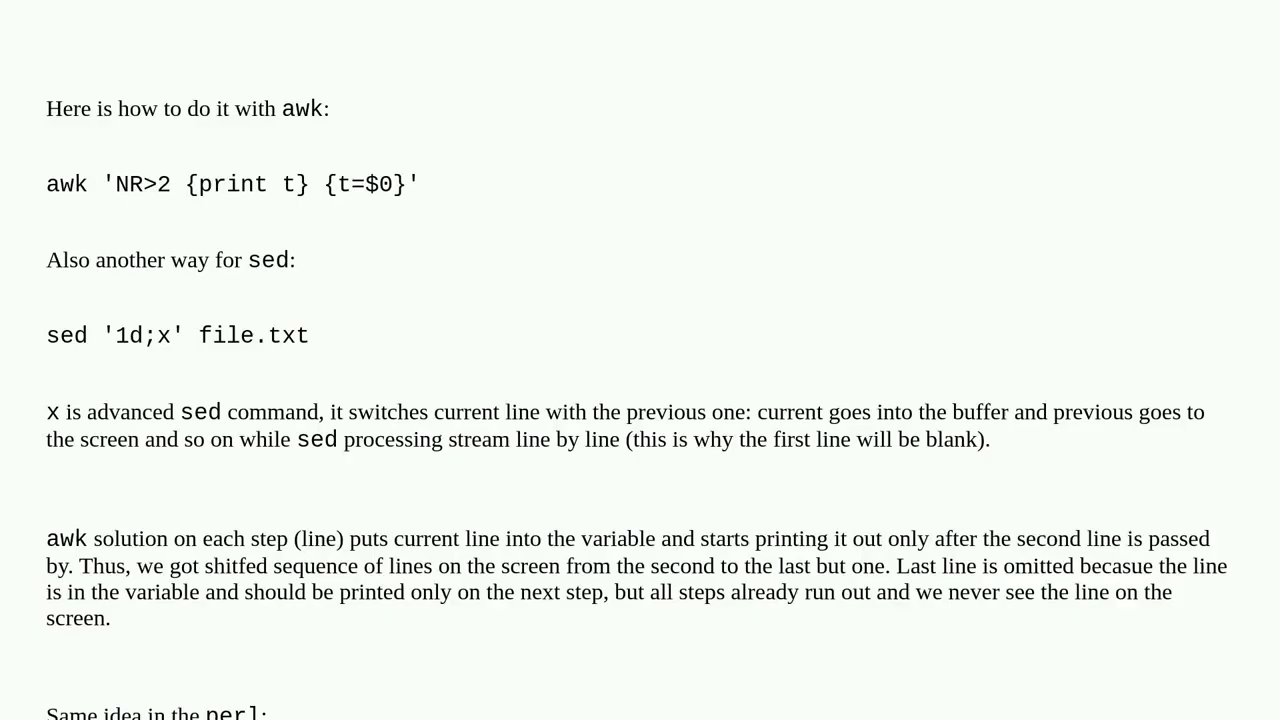 Here is how to do it with awk:
awk 'NR>2 {print t} {t=$0}'
Also another way for sed:
sed '1d;x' file.txt
x is advanced sed command, it switches current line with the previous one: current goes into the buffer and previous goes to
the screen and so on while sed processing stream line by line (this is why the first line will be blank).
awk solution on each step (line) puts current line into the variable and starts printing it out only after the second line is passed
by. Thus, we got shitfed sequence of lines on the screen from the second to the last but one. Last line is omitted becasue the line
is in the variable and should be printed only on the next step, but all steps already run out and we never see the line on the
screen.
Same idea in the perl: